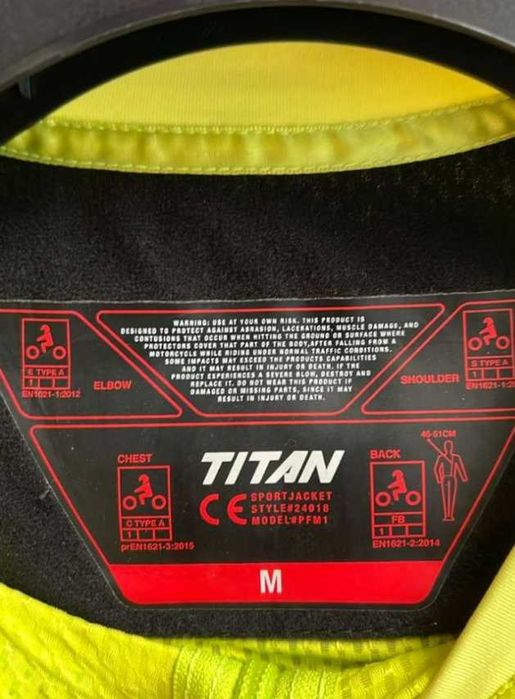 WARNING: USE AT YOUR OWN RISK. THIS PRODUCT IS
DESIGNED TO PROTECT AGAINST ABRASION, LACERATIONS, MUSCLE DAMAGE, AND
CONTUSIONS THAT OCCUR WHEN HITTING THE GROUND OR SURFACE WHERE
PROTECTORS COVER THAT PART OF THE BODY, AFTER FALLING FROM A
MOTORCYCLE WHILE RIDING UNDER NORMAL TRAFFIC CONDITIONS.
SOME IMPACTS MAY EXCEED THE PRODUCTS CAPABILITIES
AND IT MAY RESULT IN INJURY OR DEATH. IF THE
PRODUCT EXPERIENCES A SEVERE BLOW, DESTROY AND
REPLACE IT. DO NOT WEAR THIS PRODUCT IF
DAMAGED OR MISSING PARTS, SINCE IT MAY
RESULT IN INJURY OR DEATH.
E TYPE A
1
EN1621-1:2012
ELBOW
SHOULDER
S TYPE A
1
EN1621-1:20
CHEST
C TYPE A
1
prEN1621-3:2015
TITAN
CE
SPORTJACKET
STYLE#24018
MODEL#PFM1
BACK
FB
1
EN1621-2:2014
46-51CM
M